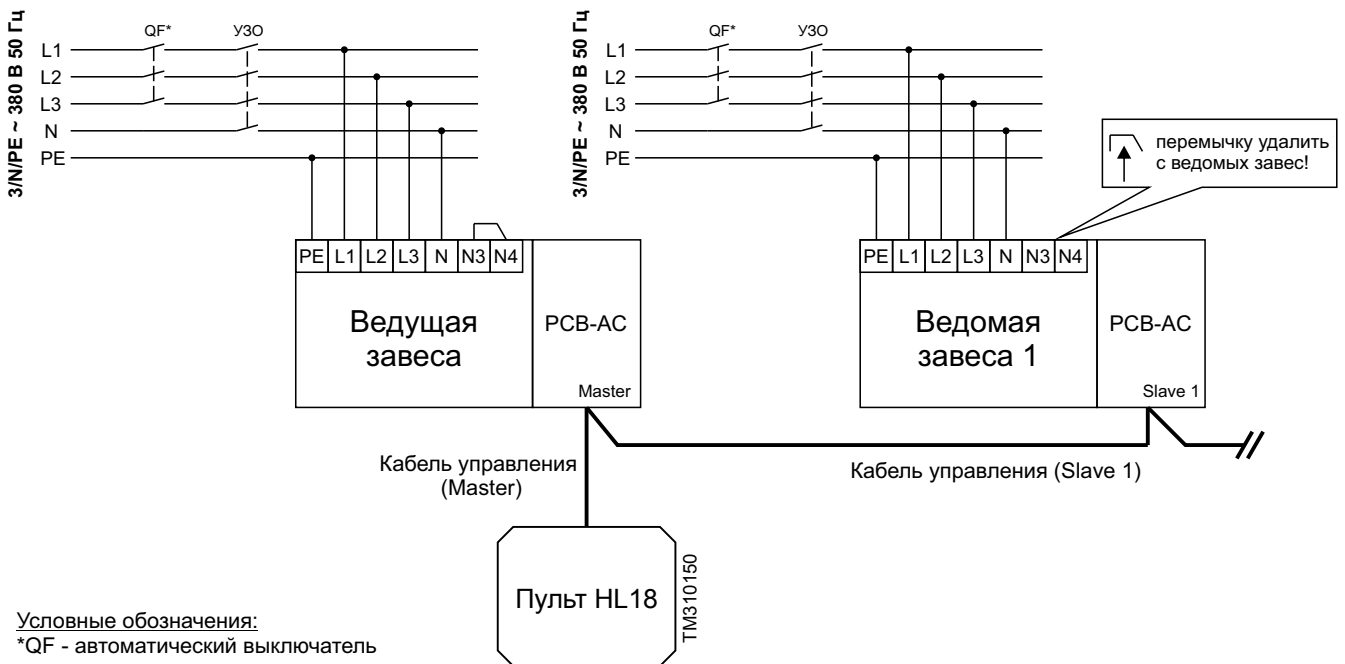 3/N/PE ~ 380 В 50 Гц
QF* УЗО
L1
L2
L3
N
PE
PE L1 L2 L3 N N3 N4
Ведущая
завеса
PCB-AC
Master
3/N/PE ~ 380 В 50 Гц
QF* УЗО
L1
L2
L3
N
PE
перемычку удалить
с ведомых завес!
PE L1 L2 L3 N N3 N4
Ведомая
завеса 1
PCB-AC
Slave 1
Кабель управления
(Master)
Кабель управления (Slave 1)
Пульт HL18
TM310150
Условные обозначения:
*QF - автоматический выключатель